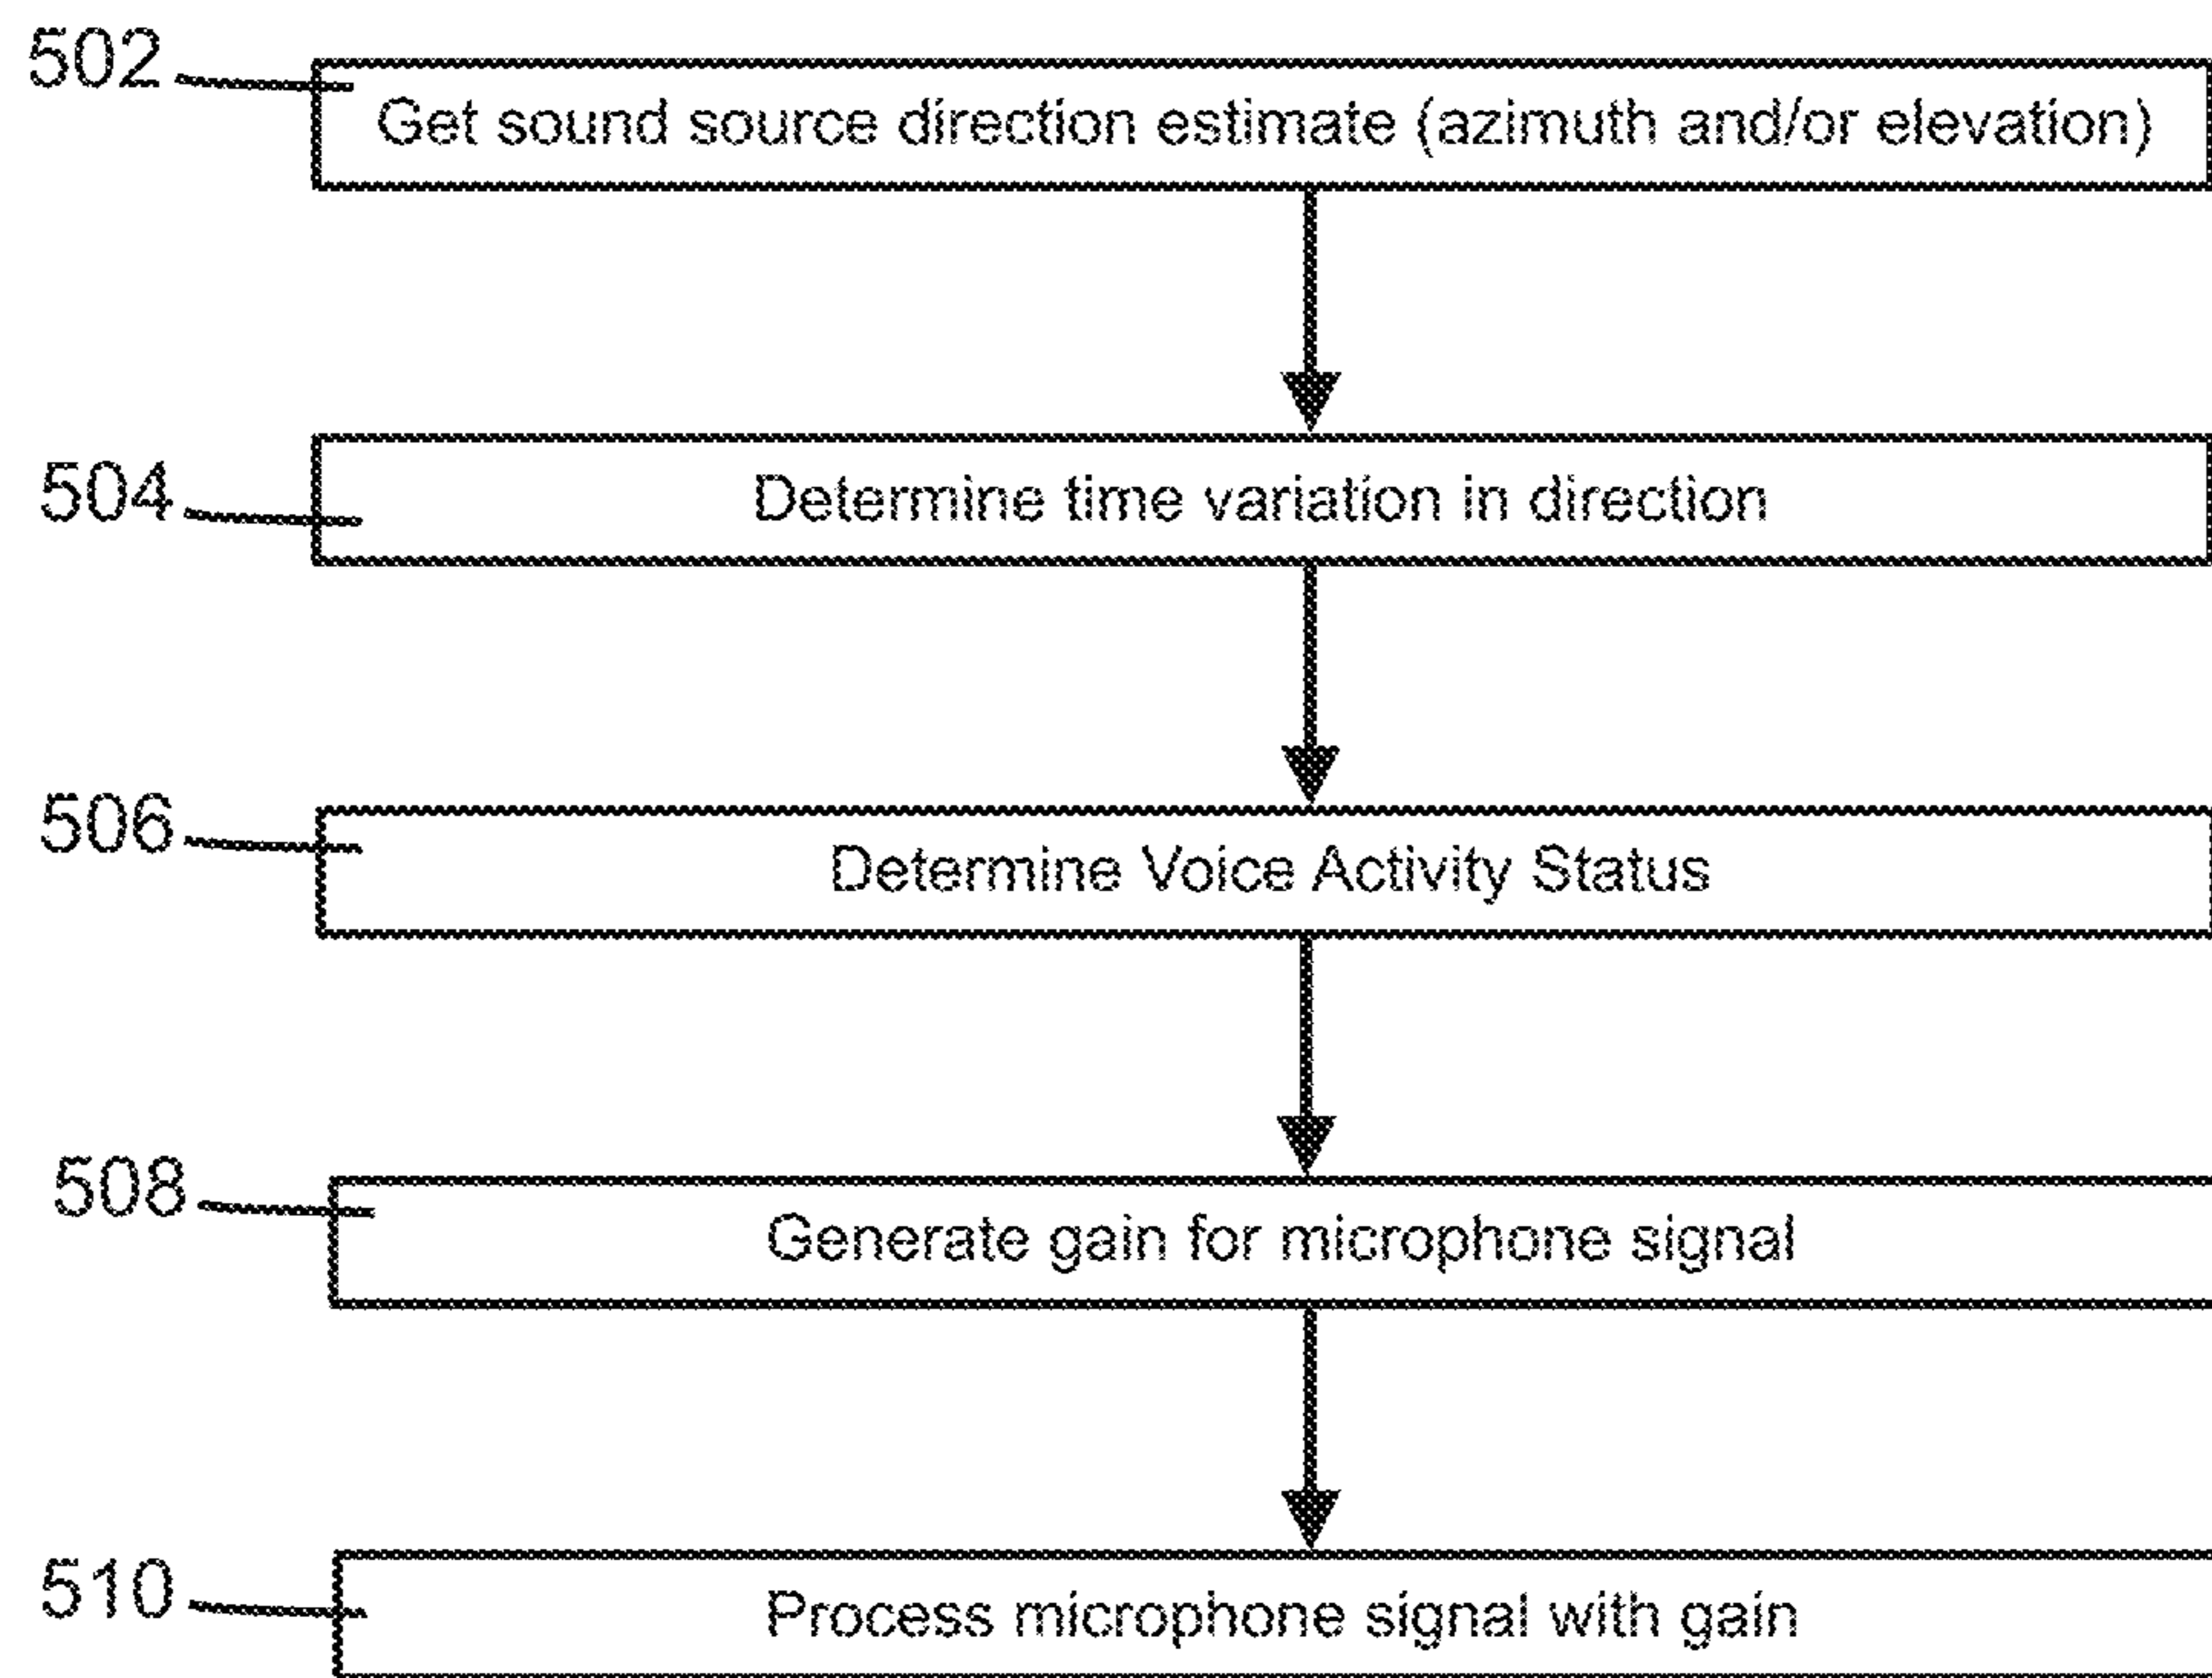 502
Get sound source direction estimate (azimuth and/or elevation)
504
Determine time variation in direction
506
Determine Voice Activity Status
508
Generate gain for microphone signal
510
Process microphone signal with gain